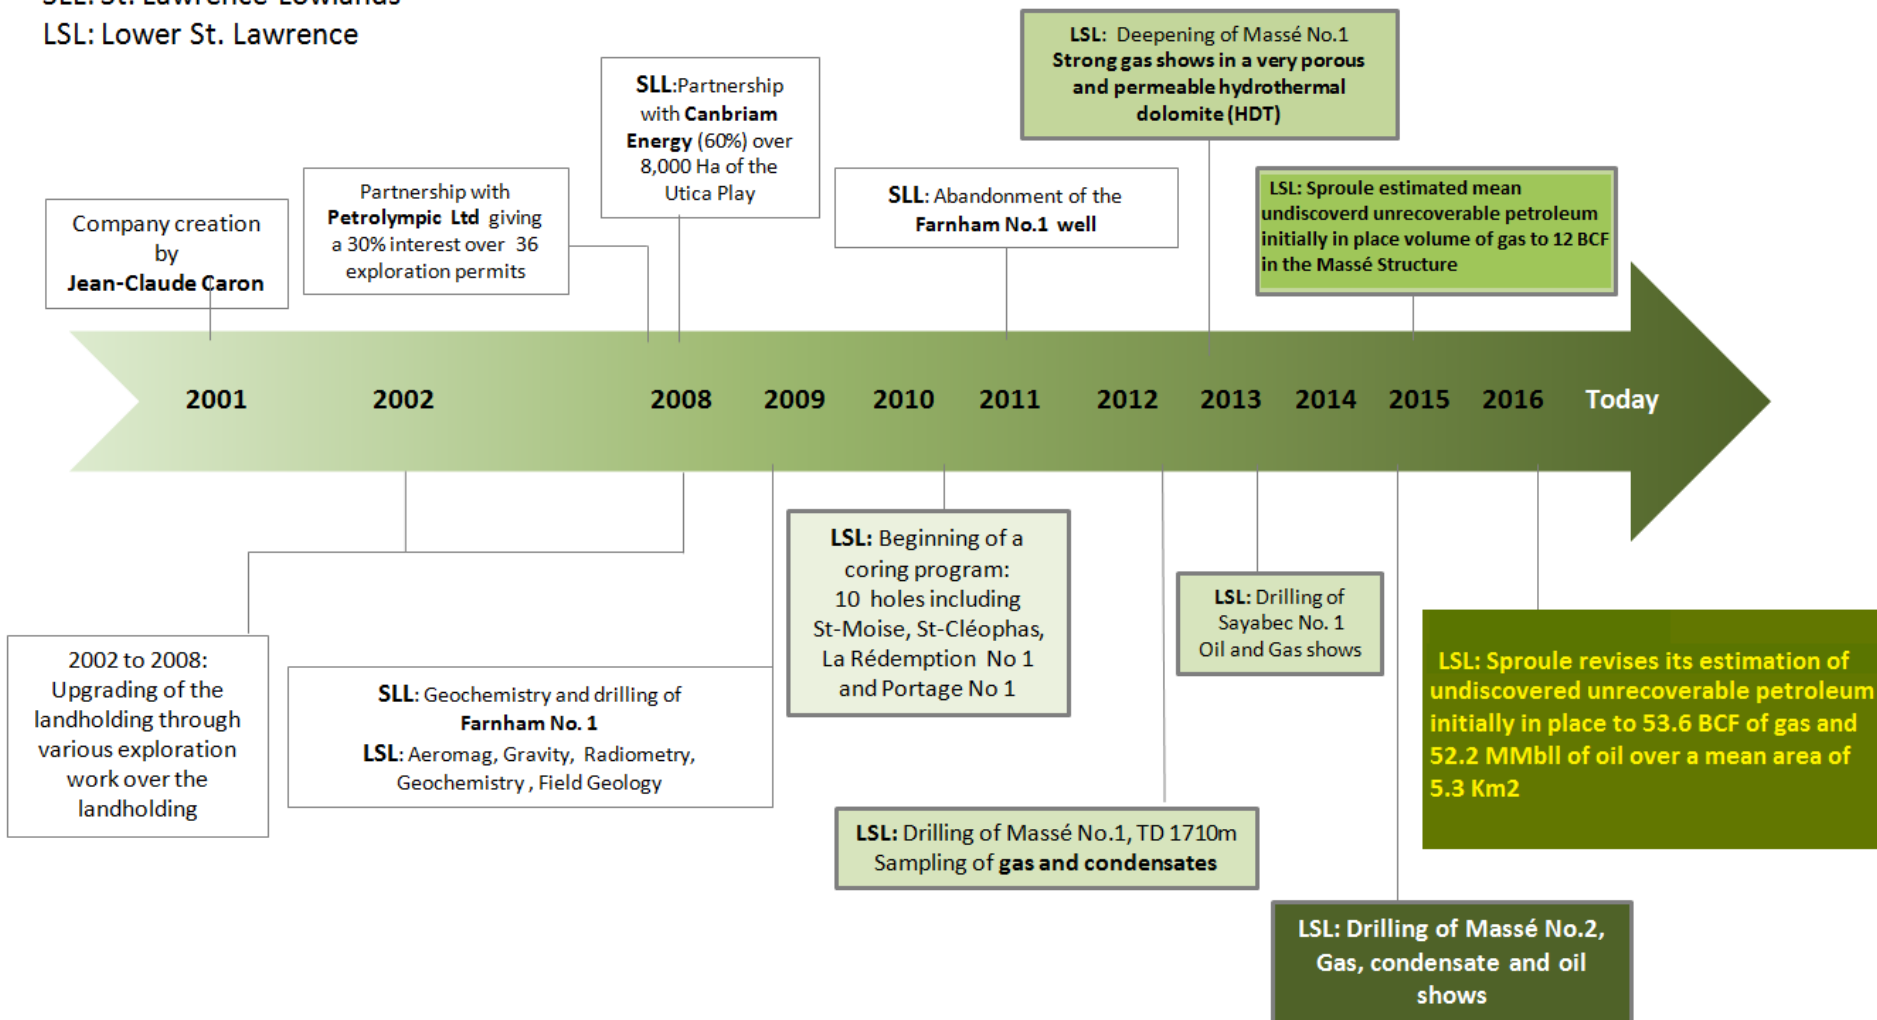 SLL: St. Lawrence Lowlands
LSL: Lower St. Lawrence
Company creation
by
Jean-Claude Caron
Partnership with
Petrolympic Ltd giving
a 30% interest over 36
exploration permits
SLL:Partnership
with Canbriam
Energy (60%) over
8,000 Ha of the
Utica Play
SLL: Abandonment of the
Farnham No.1 well
LSL: Deepening of Massé No.1
Strong gas shows in a very porous
and permeable hydrothermal
dolomite (HDT)
LSL: Sproule estimated mean
undiscoverd unrecoverable petroleum
initially in place volume of gas to 12 BCF
in the Massé Structure
2001 2002 2008 2009 2010 2011 2012 2013 2014 2015 2016 Today
2002 to 2008:
Upgrading of the
landholding through
various exploration
work over the
landholding
SLL: Geochemistry and drilling of
Farnham No. 1
LSL: Aeromag, Gravity, Radiometry,
Geochemistry , Field Geology
LSL: Beginning of a
coring program:
10 holes including
St-Moise, St-Cléophas,
La Rédemption No 1
and Portage No 1
LSL: Drilling of Massé No.1, TD 1710m
Sampling of gas and condensates
LSL: Drilling of
Sayabec No. 1
Oil and Gas shows
LSL: Drilling of Massé No.2,
Gas, condensate and oil
shows
LSL: Sproule revises its estimation of
undiscovered unrecoverable petroleum
initially in place to 53.6 BCF of gas and
52.2 MMbll of oil over a mean area of
5.3 Km2